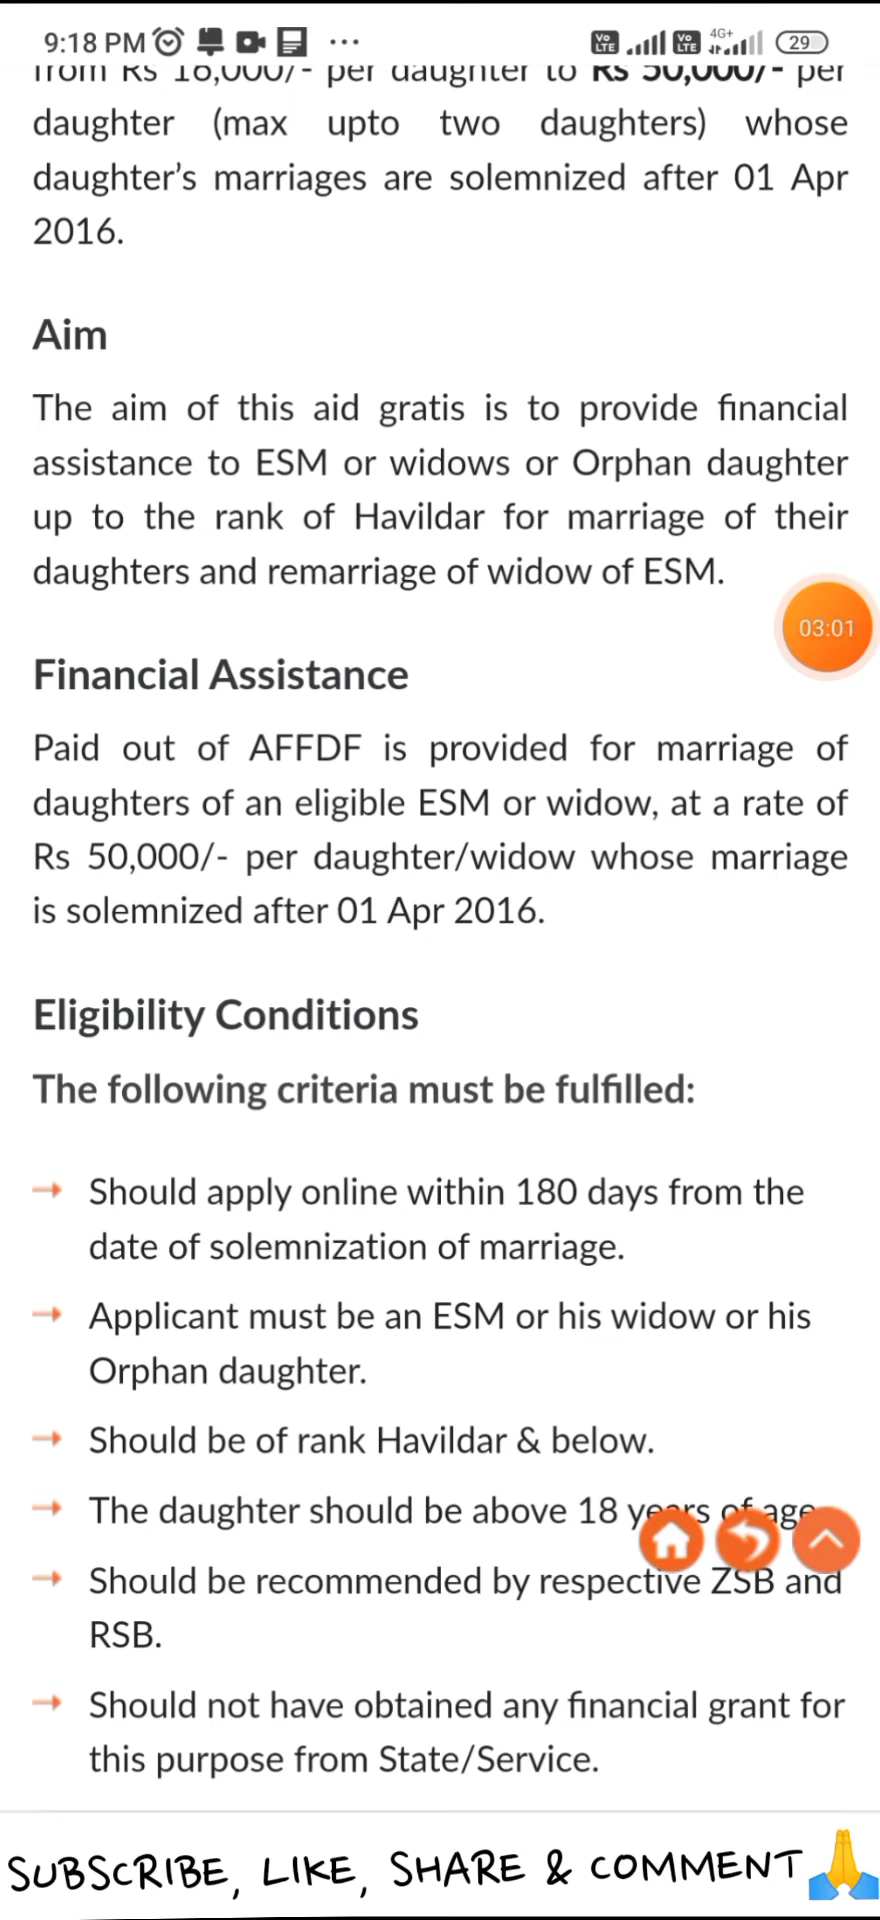 9:18 PM
Vo LTE Vo LTE 4G+ 29
from Rs 16,000/- per daughter to Rs 50,000/- per
daughter (max upto two daughters) whose
daughter's marriages are solemnized after 01 Apr
2016.
Aim
The aim of this aid gratis is to provide financial
assistance to ESM or widows or Orphan daughter
up to the rank of Havildar for marriage of their
daughters and remarriage of widow of ESM.
03:01
Financial Assistance
Paid out of AFFDF is provided for marriage of
daughters of an eligible ESM or widow, at a rate of
Rs 50,000/- per daughter/widow whose marriage
is solemnized after 01 Apr 2016.
Eligibility Conditions
The following criteria must be fulfilled:
Should apply online within 180 days from the
date of solemnization of marriage.
Applicant must be an ESM or his widow or his
Orphan daughter.
Should be of rank Havildar & below.
The daughter should be above 18 years of age
Should be recommended by respective ZSB and
RSB.
Should not have obtained any financial grant for
this purpose from State/Service.
SUBSCRIBE, LIKE, SHARE & COMMENT